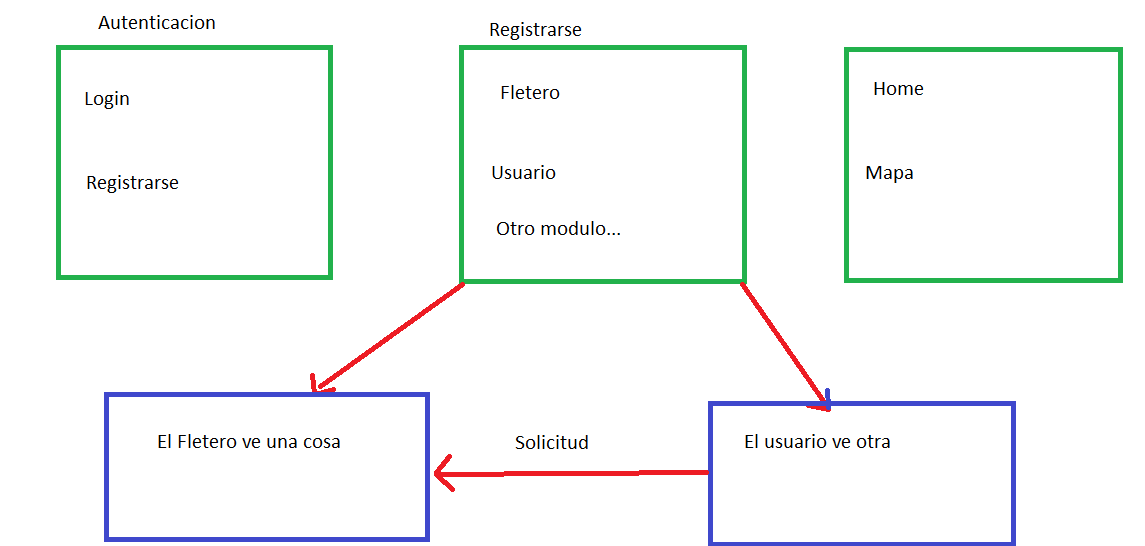 Autenticacion
Login
Registrarse
Registrarse
Fletero
Usuario
Otro modulo...
Home
Mapa
El Fletero ve una cosa
Solicitud
El usuario ve otra